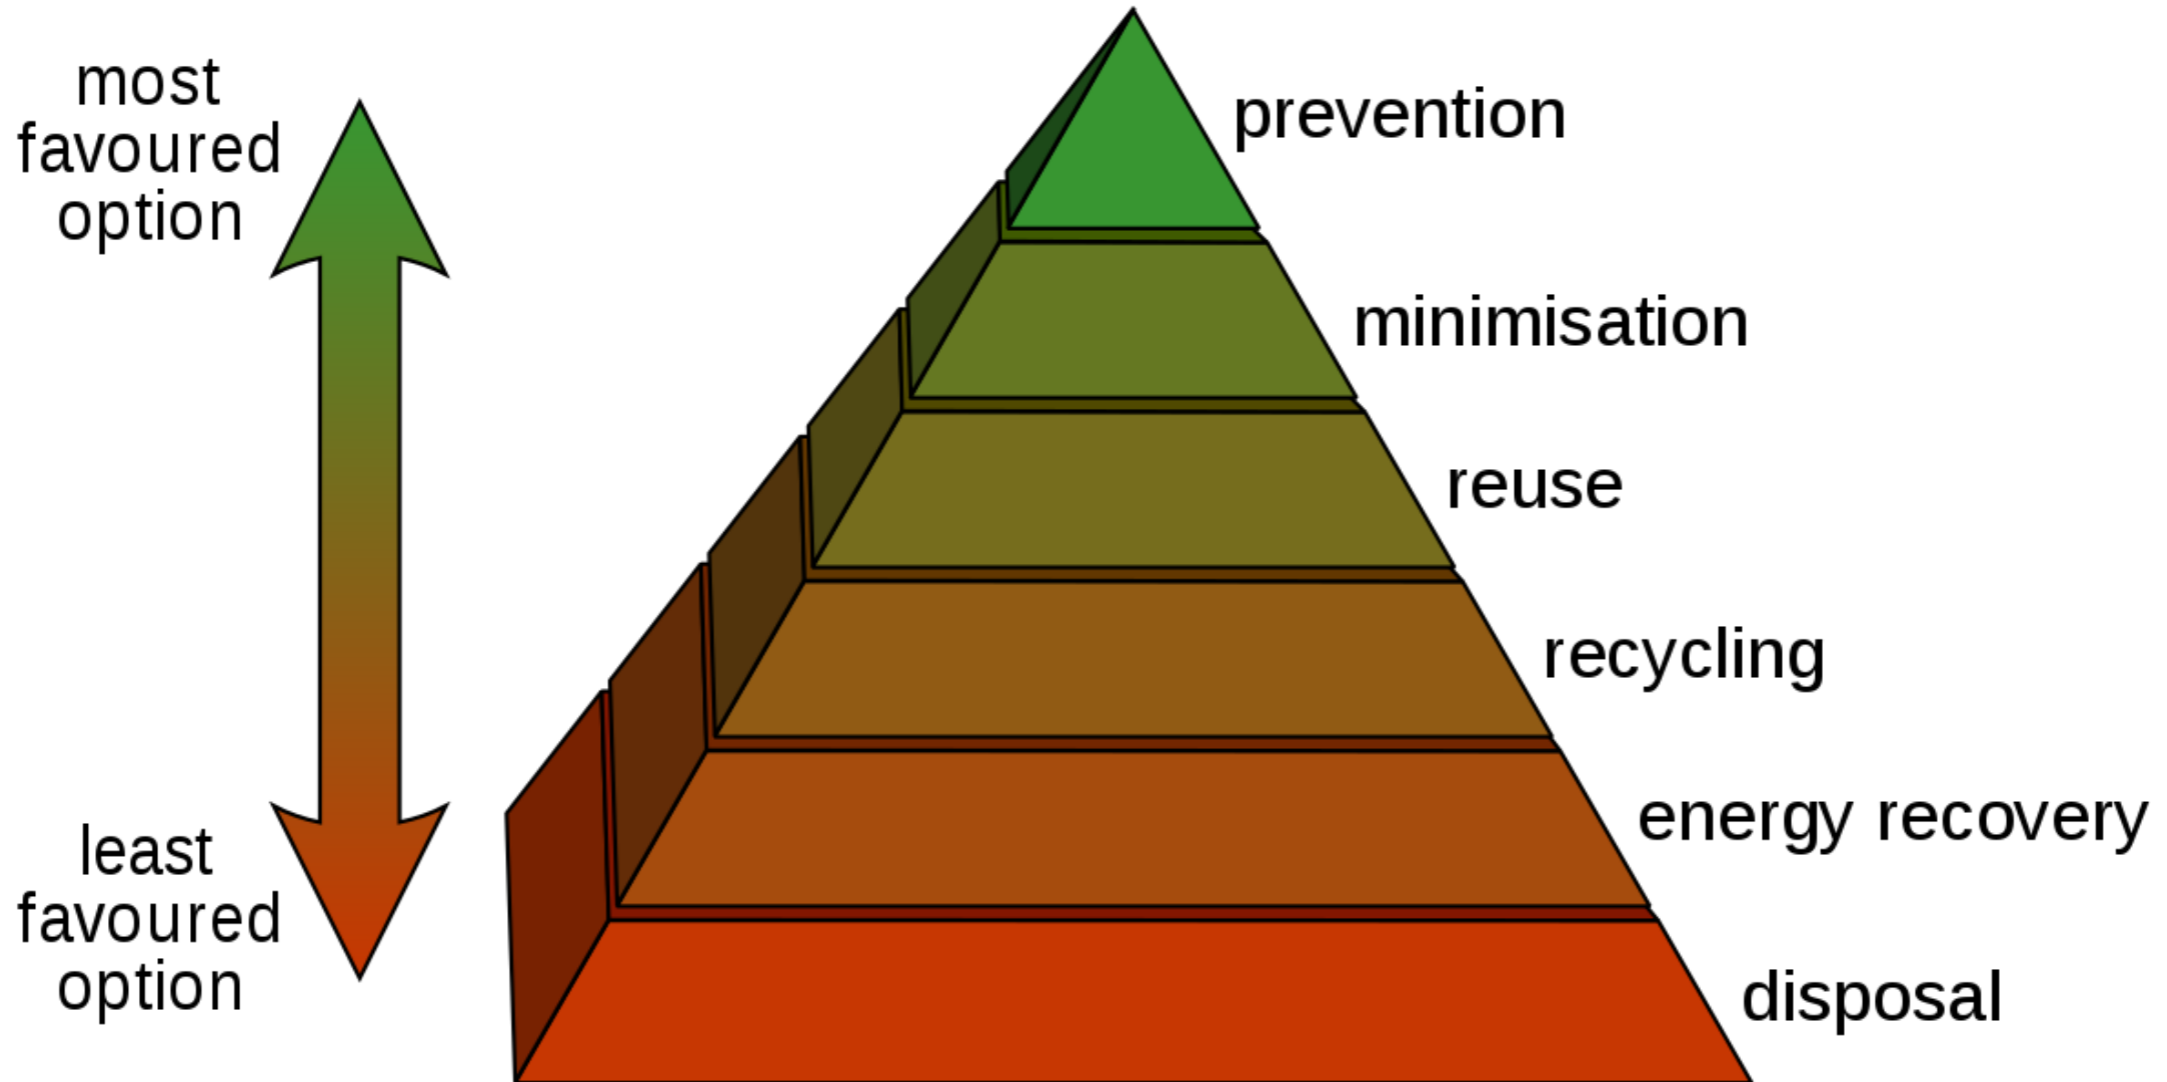 most
favoured
option
prevention
minimisation
reuse
recycling
energy recovery
least
favoured
option
disposal